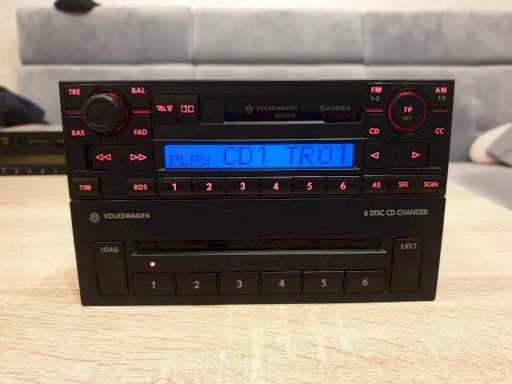 TRE BAL
VOLKSWAGEN GAMMA
FM 1-2
AM 1-2
TP SET
BAS FAD
CD CC
PLAY CD1 TR01
TIM RDS 1 2 3 4 5 6 AS SFL SCAN
VOLKSWAGEN 6 DISC CD CHANGER
LOAD EJECT
1 2 3 4 5 6